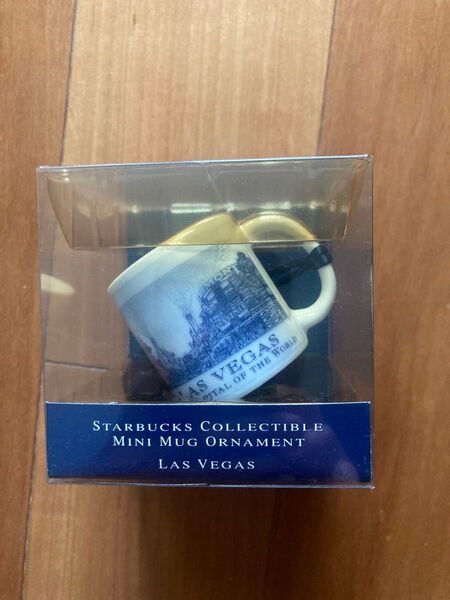 LAS VEGAS
CAPITAL OF THE WORLD
STARBUCKS COLLECTIBLE
MINI MUG ORNAMENT
LAS VEGAS